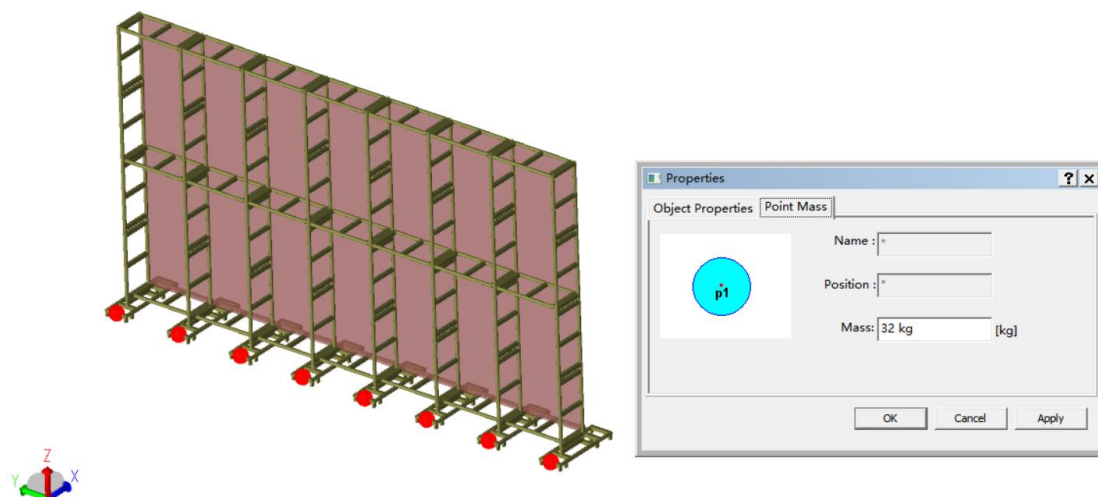 Properties
Object Properties
Point Mass
Name : *
p1
Position : *
Mass: 32 kg [kg]
OK
Cancel
Apply
Z
Y
X